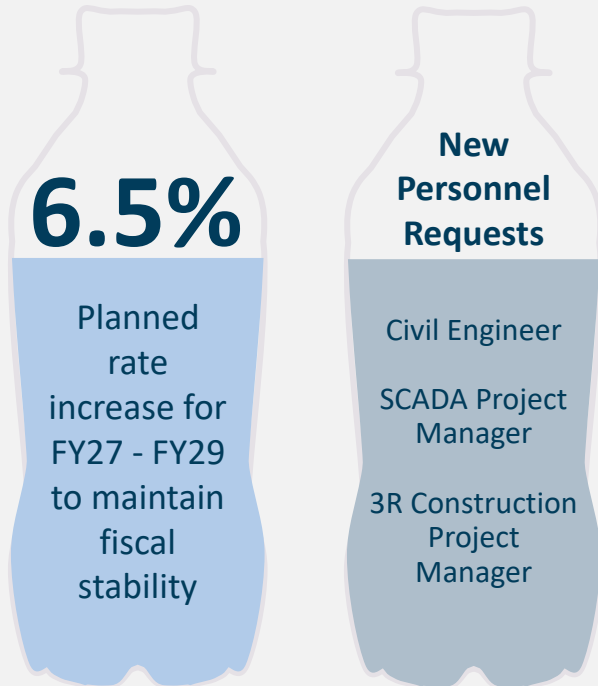 6.5%
Planned
rate
increase for
FY27 - FY29
to maintain
fiscal
stability
New
Personnel
Requests
Civil Engineer
SCADA Project
Manager
3R Construction
Project
Manager